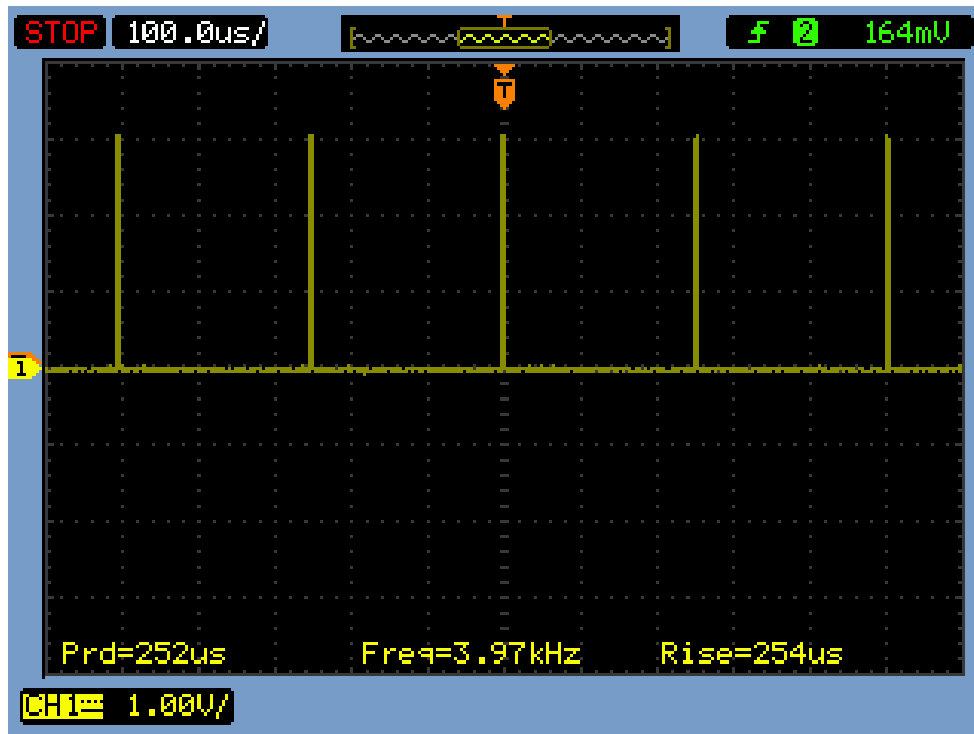 STOP 100.0us/ 2 164mV
T
1
Prd=252us Freq=3.97kHz Rise=254us
CH1 1.00V/